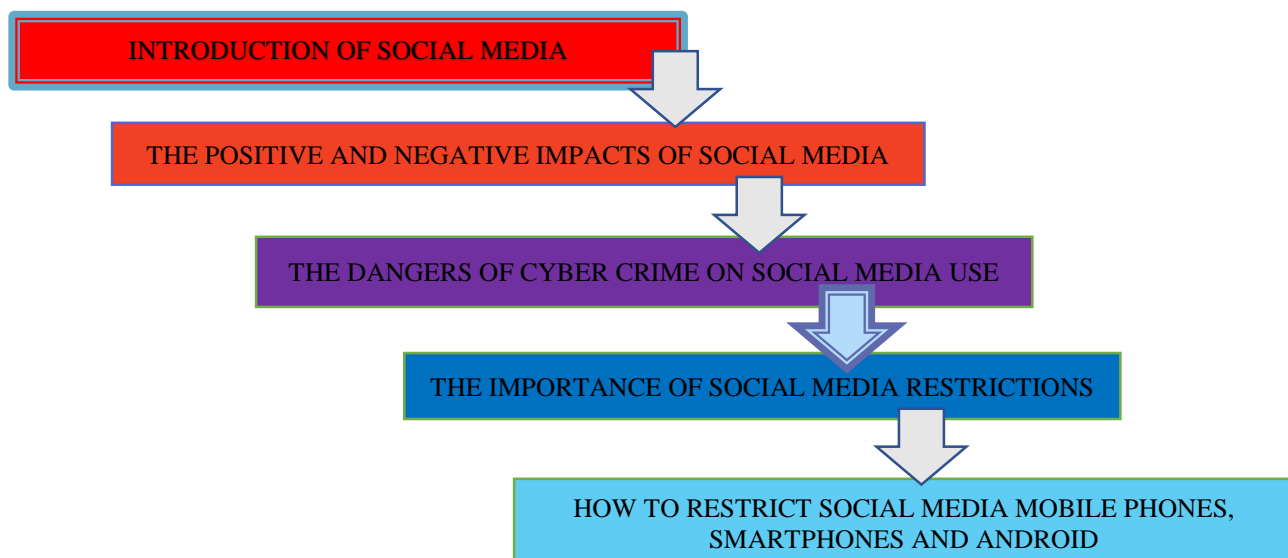 INTRODUCTION OF SOCIAL MEDIA
THE POSITIVE AND NEGATIVE IMPACTS OF SOCIAL MEDIA
THE DANGERS OF CYBER CRIME ON SOCIAL MEDIA USE
THE IMPORTANCE OF SOCIAL MEDIA RESTRICTIONS
HOW TO RESTRICT SOCIAL MEDIA MOBILE PHONES,
SMARTPHONES AND ANDROID